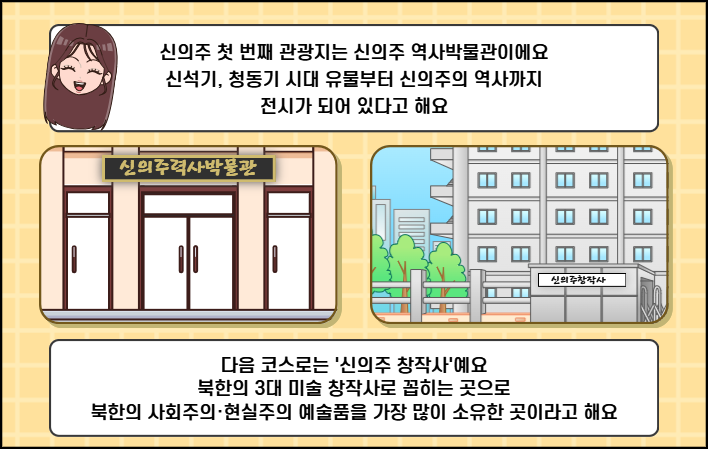 신의주 첫 번째 관광지는 신의주 역사박물관이에요
신석기, 청동기 시대 유물부터 신의주의 역사까지
전시가 되어 있다고 해요
신의주력사박물관
신의주창작사
다음 코스로는 '신의주 창작사'예요
북한의 3대 미술 창작사로 꼽히는 곳으로
북한의 사회주의·현실주의 예술품을 가장 많이 소유한 곳이라고 해요